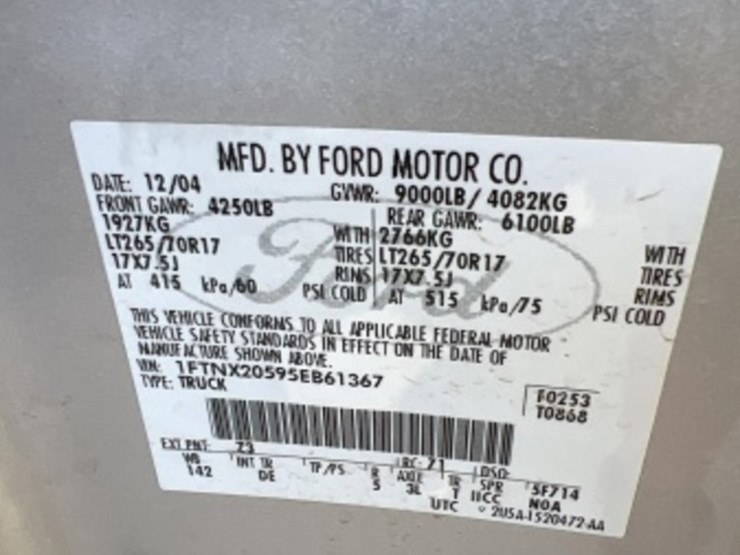 MFD. BY FORD MOTOR CO.
DATE: 12/04 GVWR: 9000LB / 4082KG
FRONT GAWR: 4250LB REAR GAWR: 6100LB
1927KG WITH 2766KG WITH
LT265/70R17 TIRES LT265/70R17 TIRES
17X7.5J RIMS 17X7.5J RIMS
AT 415 kPa/60 PSI COLD AT 515 kPa/75 PSI COLD
THIS VEHICLE CONFORMS TO ALL APPLICABLE FEDERAL MOTOR
VEHICLE SAFETY STANDARDS IN EFFECT ON THE DATE OF
MANUFACTURE SHOWN ABOVE.
VIN: 1FTNX20595EB61367
TYPE: TRUCK
F0253
T0868
EXT PNT: Z3 RC: 71 DSO:
WB INT TR TP/PS R AXLE TR SPR 5F714
142 DE 5 3L T IICC N0A
UTC 2U5A-1520472-AA
Ford